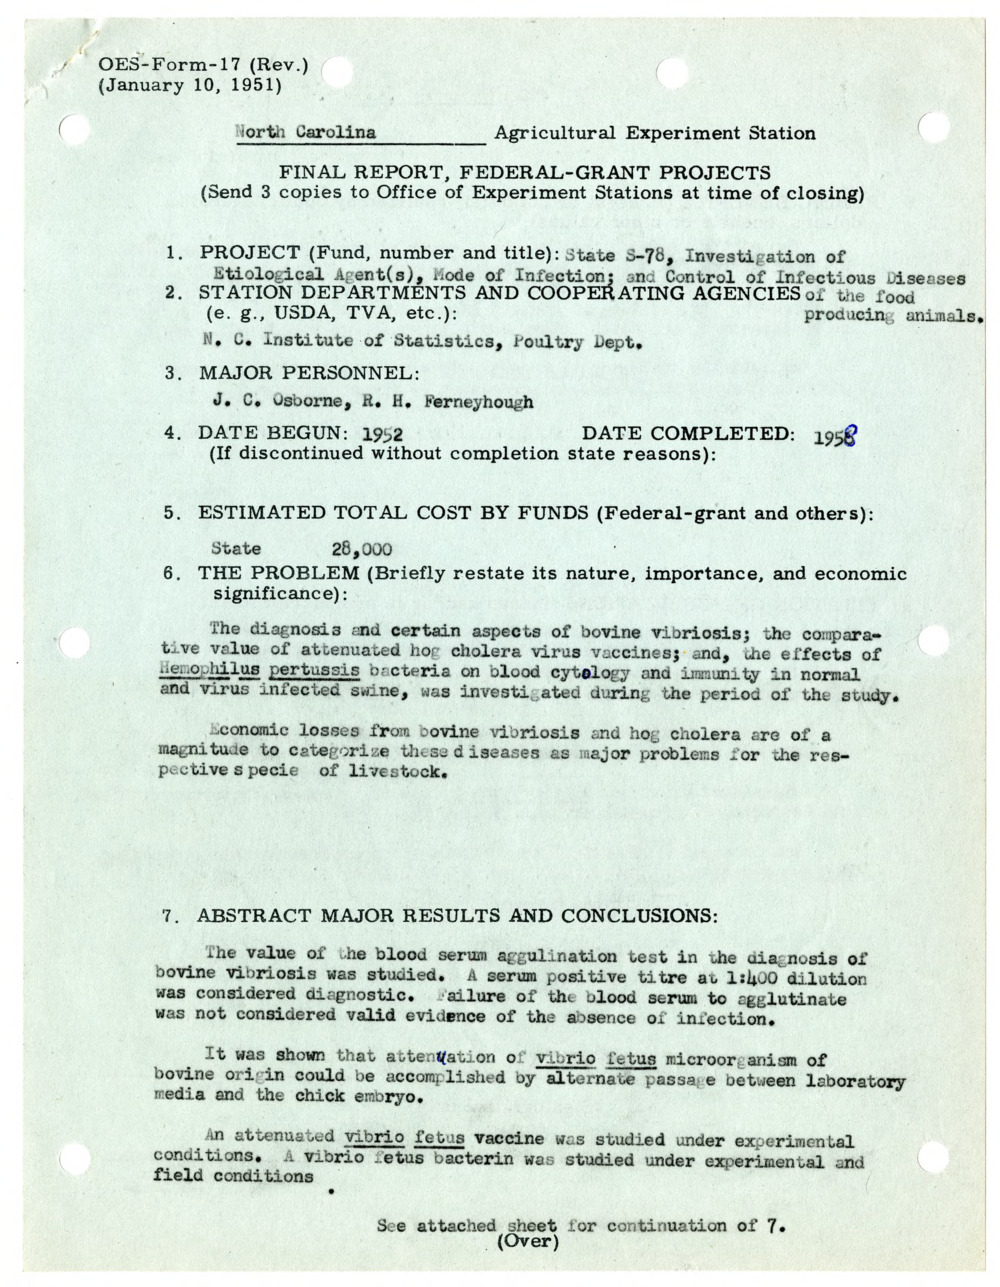 OES-Form-17 (Rev.)
(January 10, 1951)
North Carolina Agricultural Experiment Station
FINAL REPORT, FEDERAL-GRANT PROJECTS
(Send 3 copies to Office of Experiment Stations at time of closing)
1. PROJECT (Fund, number and title): State S-78, Investigation of
Etiological Agent(s), Mode of Infection; and Control of Infectious Diseases
2. STATION DEPARTMENTS AND COOPERATING AGENCIES of the food
(e. g., USDA, TVA, etc.): producing animals.
N. C. Institute of Statistics, Poultry Dept.
3. MAJOR PERSONNEL:
J. C. Osborne, R. H. Ferneyhough
4. DATE BEGUN: 1952 DATE COMPLETED: 1958
(If discontinued without completion state reasons):
5. ESTIMATED TOTAL COST BY FUNDS (Federal-grant and others):
State 28,000
6. THE PROBLEM (Briefly restate its nature, importance, and economic
significance):
The diagnosis and certain aspects of bovine vibriosis; the compara-
tive value of attenuated hog cholera virus vaccines; and, the effects of
Hemophilus pertussis bacteria on blood cytology and immunity in normal
and virus infected swine, was investigated during the period of the study.
Economic losses from bovine vibriosis and hog cholera are of a
magnitude to categorize these diseases as major problems for the res-
pective specie of livestock.
7. ABSTRACT MAJOR RESULTS AND CONCLUSIONS:
The value of the blood serum aggulination test in the diagnosis of
bovine vibriosis was studied. A serum positive titre at 1:400 dilution
was considered diagnostic. Failure of the blood serum to agglutinate
was not considered valid evidence of the absence of infection.
It was shown that attenuation of vibrio fetus microorganism of
bovine origin could be accomplished by alternate passage between laboratory
media and the chick embryo.
An attenuated vibrio fetus vaccine was studied under experimental
conditions. A vibrio fetus bacterin was studied under experimental and
field conditions
.
See attached sheet for continuation of 7.
(Over)